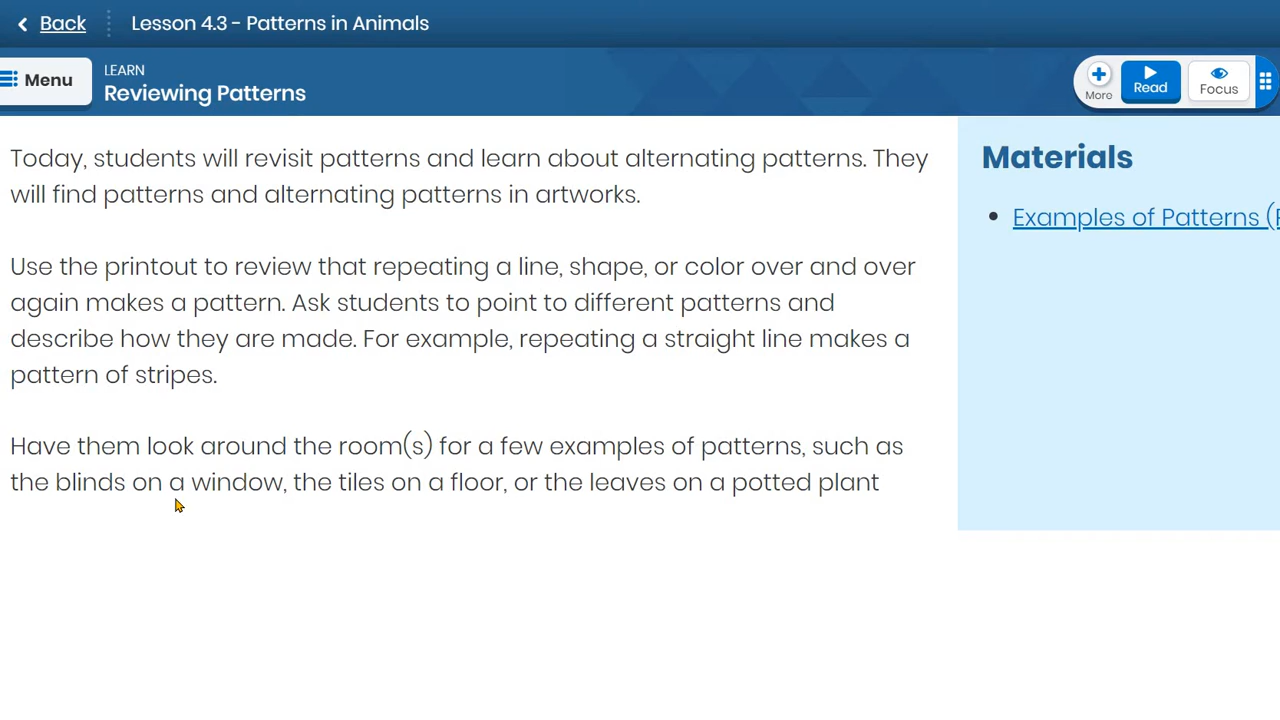 Back
Lesson 4.3 - Patterns in Animals
Menu
LEARN
Reviewing Patterns
More
Read
Focus
Today, students will revisit patterns and learn about alternating patterns. They
will find patterns and alternating patterns in artworks.
Use the printout to review that repeating a line, shape, or color over and over
again makes a pattern. Ask students to point to different patterns and
describe how they are made. For example, repeating a straight line makes a
pattern of stripes.
Have them look around the room(s) for a few examples of patterns, such as
the blinds on a window, the tiles on a floor, or the leaves on a potted plant
Materials
Examples of Patterns (